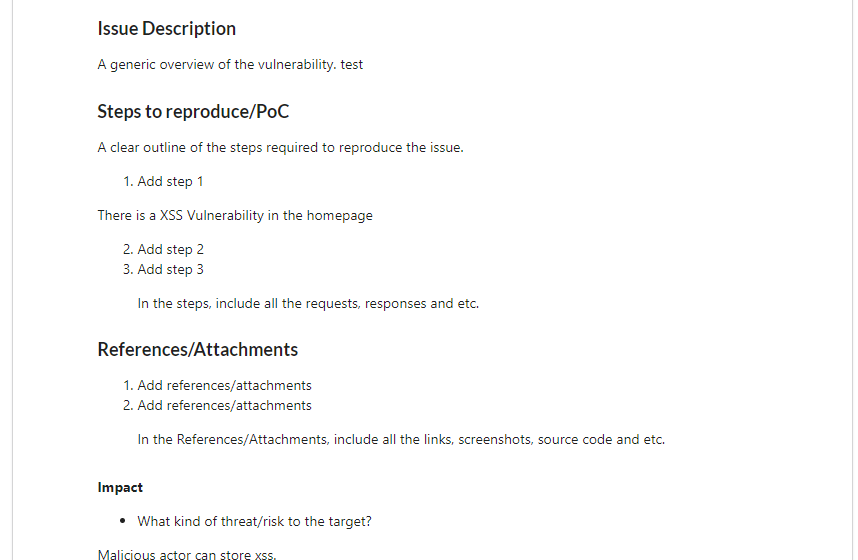 Issue Description
A generic overview of the vulnerability. test
Steps to reproduce/PoC
A clear outline of the steps required to reproduce the issue.
1. Add step 1
There is a XSS Vulnerability in the homepage
2. Add step 2
3. Add step 3
In the steps, include all the requests, responses and etc.
References/Attachments
1. Add references/attachments
2. Add references/attachments
In the References/Attachments, include all the links, screenshots, source code and etc.
Impact
• What kind of threat/risk to the target?
Malicious actor can store xss.